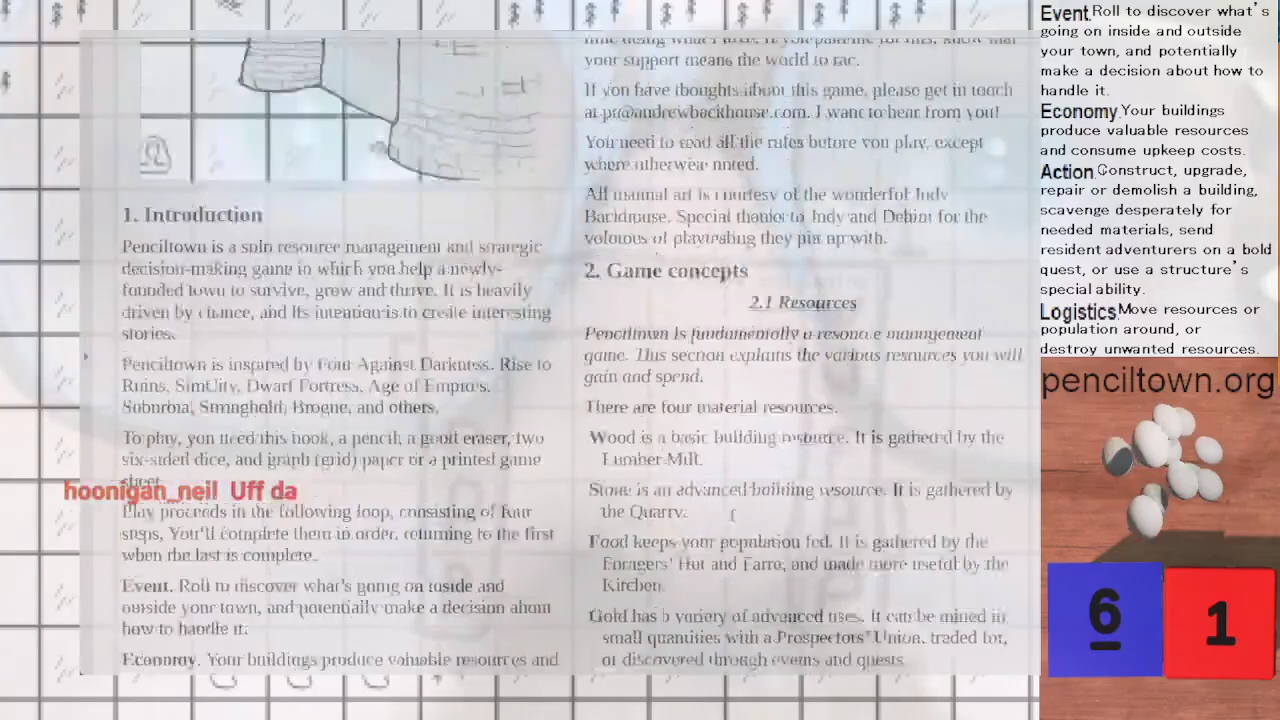 your support means the world to me.
If you have thoughts about this game, please get in touch
at pt@andrewbackhouse.com. I want to hear from you!
You need to read all the rules before you play, except
where otherwise noted.
All manual art is courtesy of the wonderful Judy
Backhouse. Special thanks to Judy and for the
of playtesting they put up with.
1. Introduction
Penciltown is a solo resource management and strategic
decision-making game in which you help a newly-
founded town to survive, grow and thrive. It is heavily
driven by chance, and its intention is to create interesting
stories.
Penciltown is inspired by Four Against Darkness, Rise to
Ruins, SimCity, Dwarf Fortress, Age of Empires,
Suburbia, Stronghold, Brogue, and others.
To play, you need this book, a pencil, a good eraser, two
six-sided dice, and graph (grid) paper or a printed game
sheet.
hoonigan_neil Uff da
Play proceeds in the following loop, consisting of four
steps. You'll complete them in order, returning to the first
when the last is complete.
Event. Roll to discover what's going on inside and
outside your town, and potentially make a decision about
how to handle it.
Economy. Your buildings produce valuable resources and
2. Game concepts
2.1 Resources
Penciltown is fundamentally a resource management
game. This section explains the various resources you will
gain and spend.
There are four material resources.
Wood is a basic building resource. It is gathered by the
Lumber Mill.
Stone is an advanced building resource. It is gathered by
the Quarry.
Food keeps your population fed. It is gathered by the
Foragers' Hut and Farm, and made more useful by the
Kitchen.
Gold has a variety of advanced uses. It can be mined in
small quantities with a Prospectors' Union, traded for,
or discovered through events and quests.
Event. Roll to discover what's
going on inside and outside
your town, and potentially
make a decision about how to
handle it.
Economy. Your buildings
produce valuable resources
and consume upkeep costs.
Action. Construct, upgrade,
repair or demolish a building,
scavenge desperately for
needed materials, send
resident adventurers on a bold
quest, or use a structure's
special ability.
Logistics. Move resources or
population around, or
destroy unwanted resources.
penciltown.org
6 1